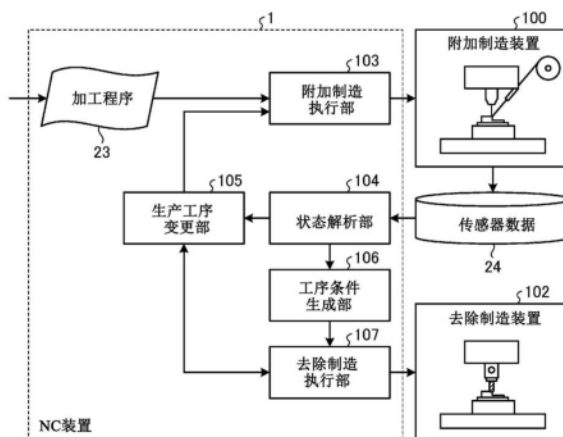 1
100
103
附加制造装置
加工程序
附加制造
执行部
23
105
104
生产工序
变更部
状态解析部
传感器数据
24
106
工序条件
生成部
102
去除制造装置
107
去除制造
执行部
NC装置